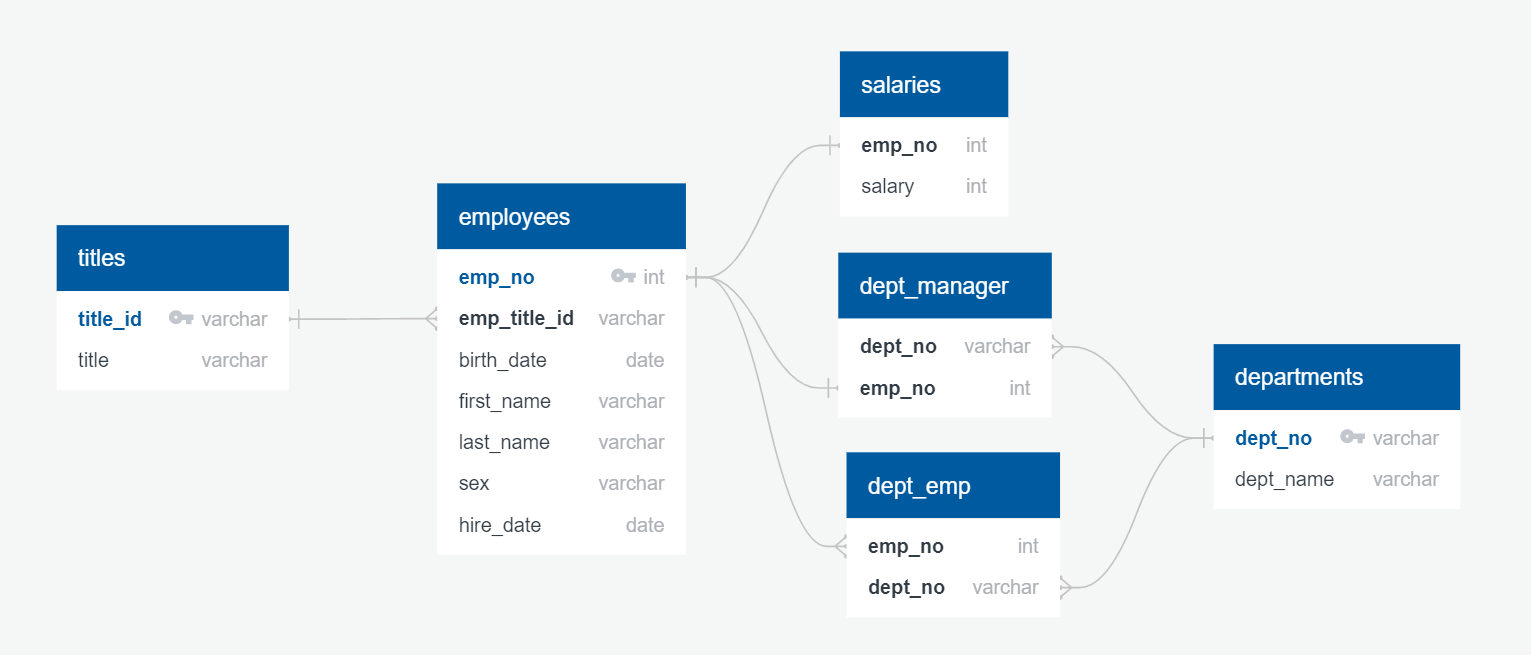 titles
title_id varchar
title varchar
employees
emp_no int
emp_title_id varchar
birth_date date
first_name varchar
last_name varchar
sex varchar
hire_date date
salaries
emp_no int
salary int
dept_manager
dept_no varchar
emp_no int
dept_emp
emp_no int
dept_no varchar
departments
dept_no varchar
dept_name varchar